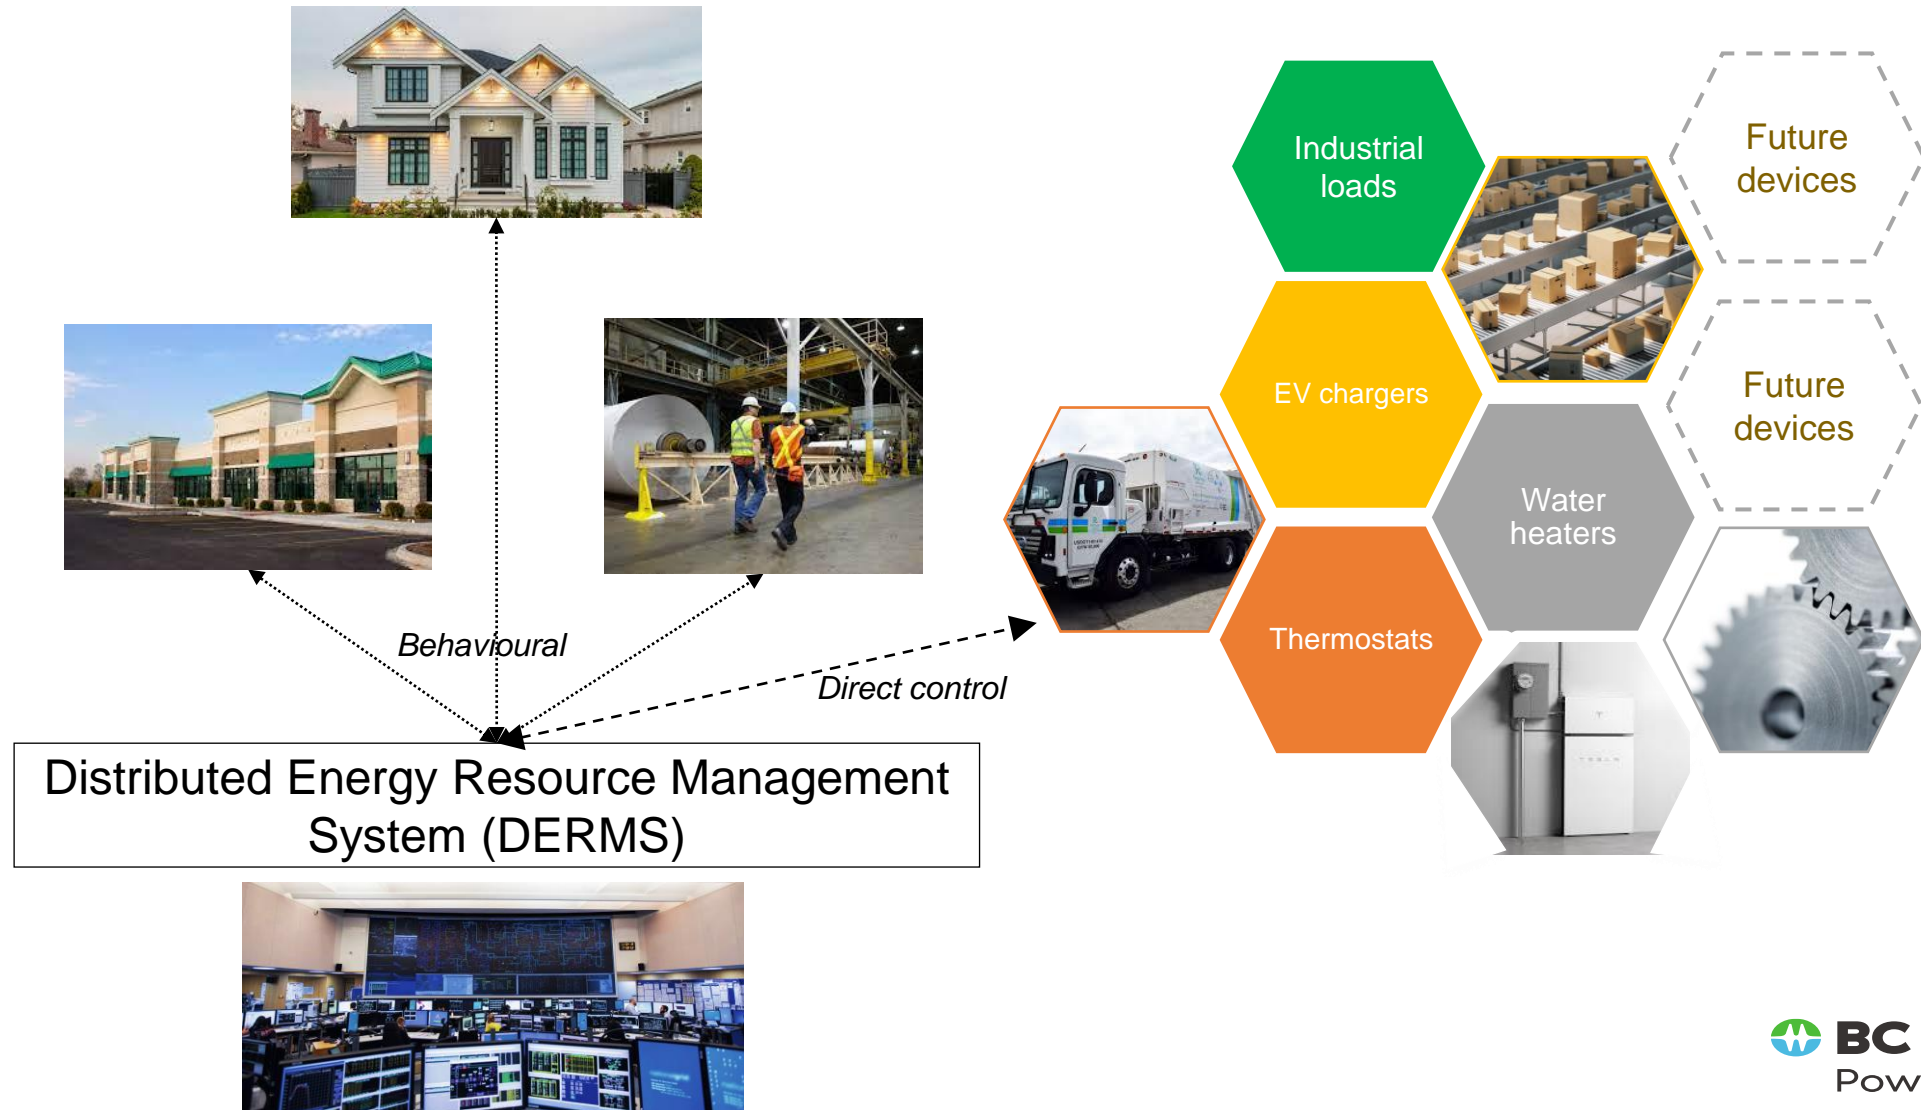 Industrial
loads
Future
devices
EV chargers
Future
devices
Water
heaters
Thermostats
Behavioural
Direct control
TESLA
Distributed Energy Resource Management
System (DERMS)
BC
Pow